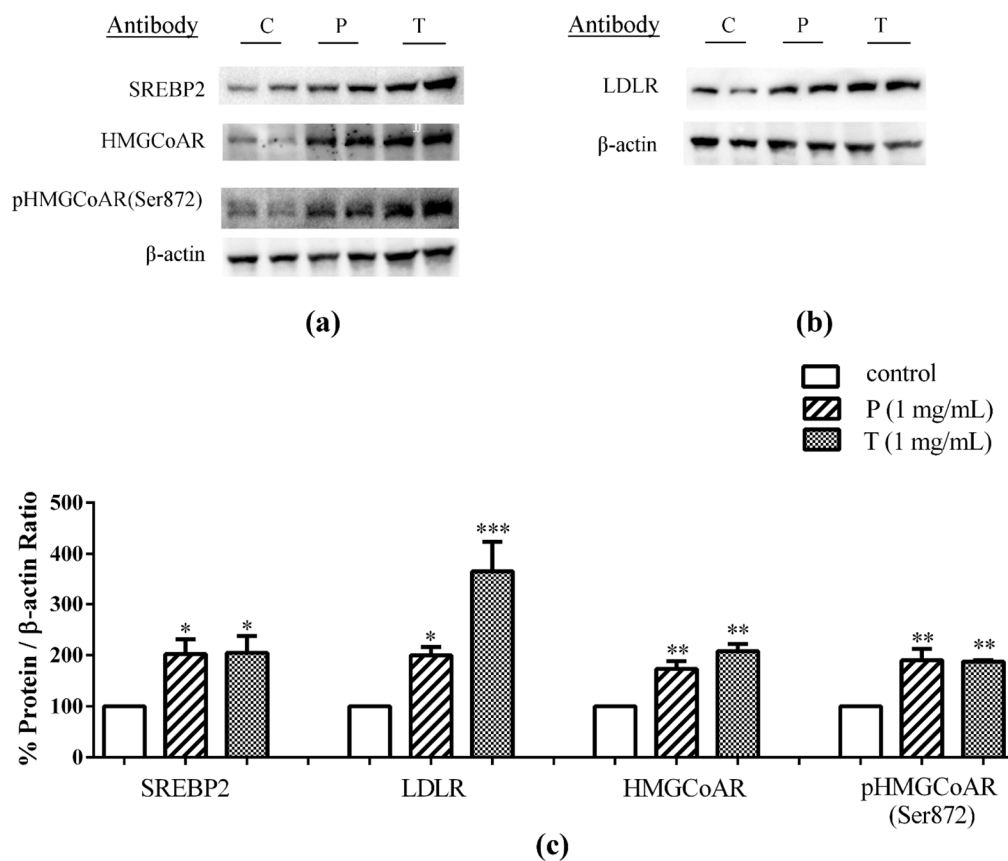 Antibody C P T
SREBP2
HMGCoAR
pHMGCoAR(Ser872)
β-actin
(a)
Antibody C P T
LDLR
β-actin
(b)
control
P (1 mg/mL)
T (1 mg/mL)
% Protein / β-actin Ratio
500
400
300
200
100
0
* * * *** ** ** ** **
SREBP2 LDLR HMGCoAR pHMGCoAR
(Ser872)
(c)